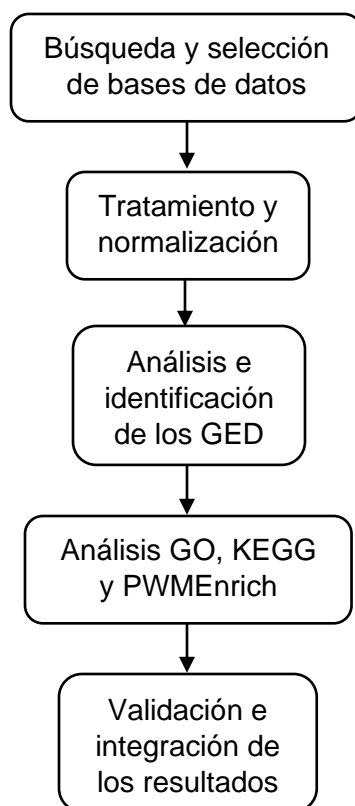 Búsqueda y selección
de bases de datos
Tratamiento y
normalización
Análisis e
identificación
de los GED
Análisis GO, KEGG
y PWMEnrich
Validación e
integración de
los resultados